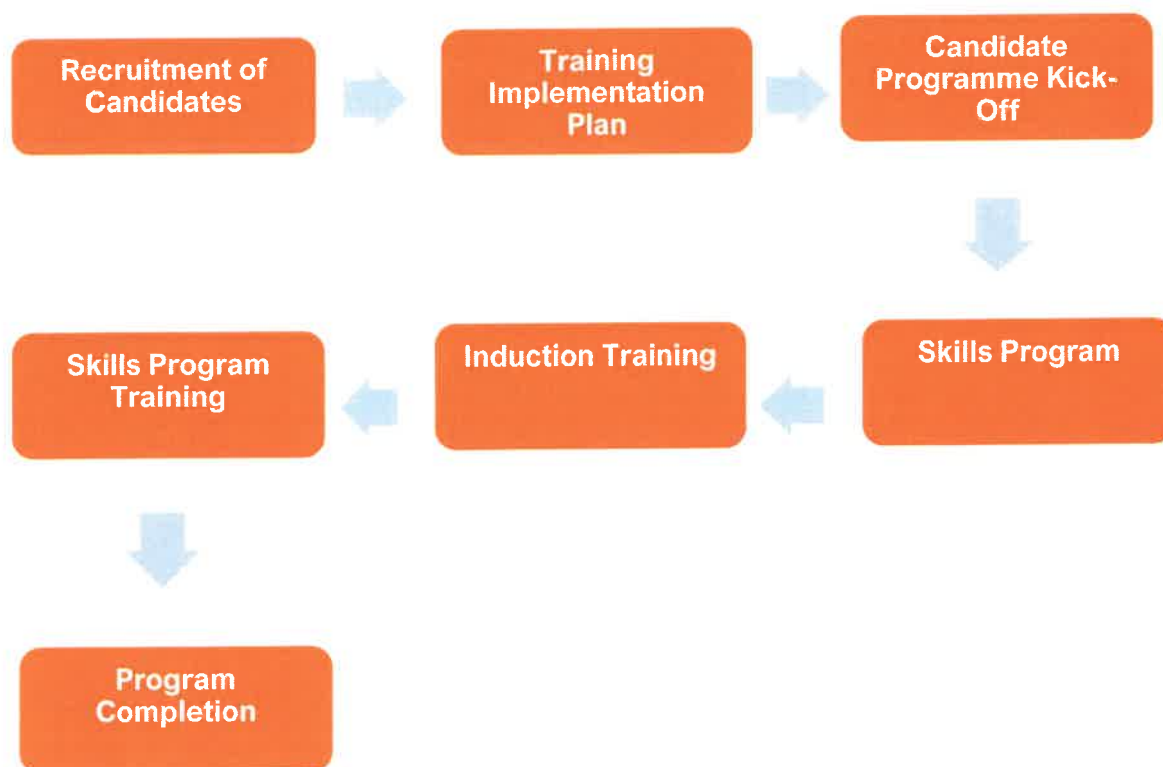 Recruitment of
Candidates
Training
Implementation
Plan
Candidate
Programme Kick-
Off
Skills Program
Induction Training
Skills Program
Training
Program
Completion